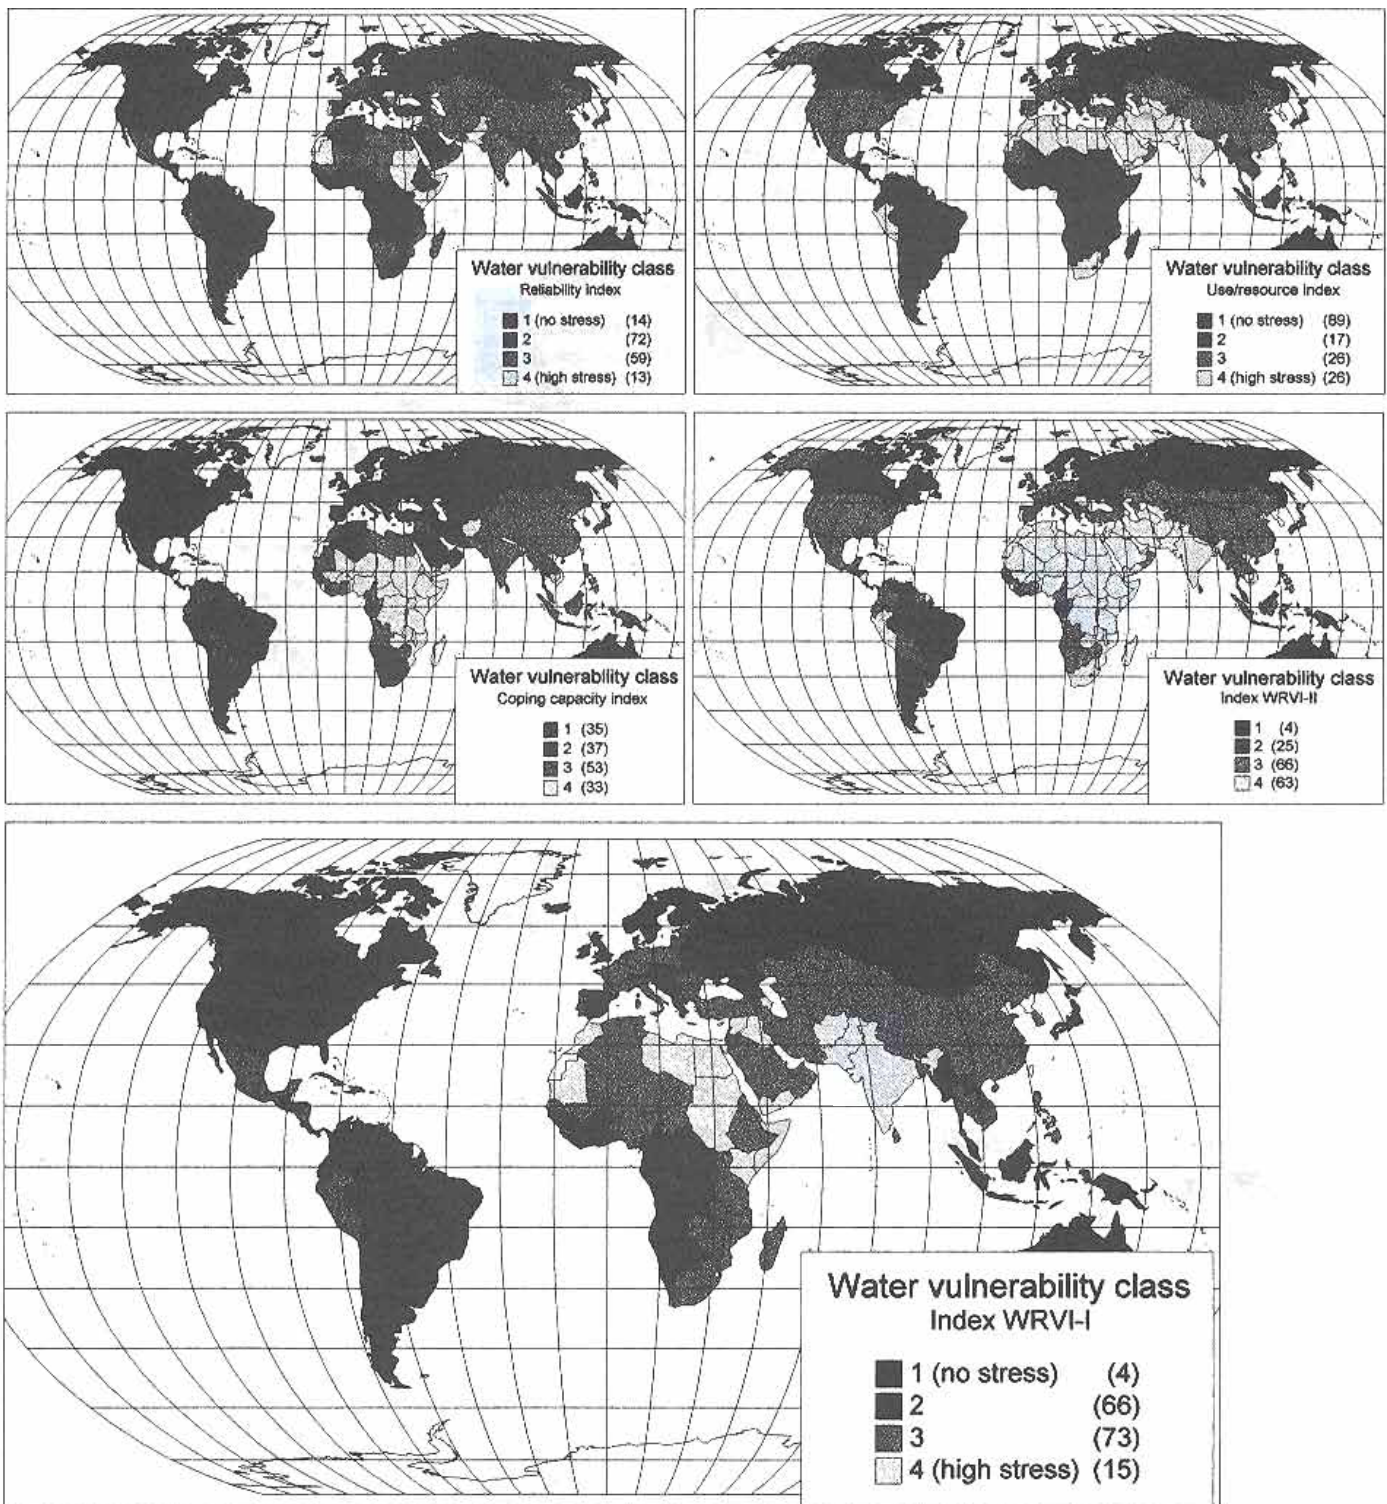 Water vulnerability class
Reliability index
1 (no stress) (14)
2 (72)
3 (59)
4 (high stress) (13)
Water vulnerability class
Use/resource index
1 (no stress) (89)
2 (17)
3 (26)
4 (high stress) (26)
Water vulnerability class
Coping capacity index
1 (35)
2 (37)
3 (53)
4 (33)
Water vulnerability class
Index WRVI-II
1 (4)
2 (25)
3 (66)
4 (63)
Water vulnerability class
Index WRVI-I
1 (no stress) (4)
2 (66)
3 (73)
4 (high stress) (15)